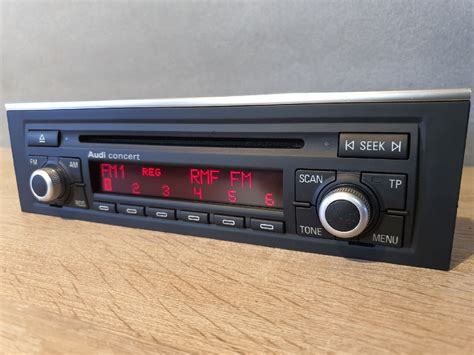 SEEK
Audi concert
FM AM
FM1 REG RMF FM
1 2 3 4 5 6
SCAN TP
TONE MENU